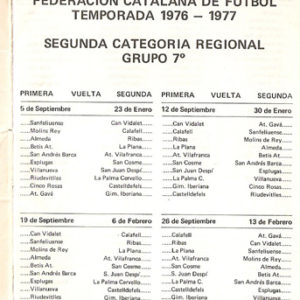 FEDERACION CATALANA DE FUTBOL
TEMPORADA 1976 — 1977
SEGUNDA CATEGORIA REGIONAL
GRUPO 7º
PRIMERA VUELTA SEGUNDA PRIMERA VUELTA SEGUNDA
5 de Septiembre 23 de Enero 12 de Septiembre 30 de Enero
....Sanfeliuense Can Vidalet.... ....Can Vidalet At. Gavá....
....Molins Rey Calafell.... ....Calafell Sanfeliuense....
....Almeda Ribas.... ....Ribas Molins de Rey....
....Betis At. La Plana.... ....La Plana Almeda....
....San Andrés Barca At. Vilafranca.... ....At. Vilafranca Betis At.....
....Esplugas San Cosme.... ....San Cosme San Andrés Barca....
....Villanueva San Juan Despí.... ....San Juan Despí Esplugas....
....Riudevitlles La Palma Cervello.... ....La Palma C. Villanueva....
....Cinco Rosas Castelldefels.... ....Gim. Iberiana Cinco Rosas....
....At. Gavá Gim. Iberiana.... ....Castelldefels Riudevitlles....
19 de Septiembre 6 de Febrero 26 de Septiembre 13 de Febrero
....Can Vidalet Calafell.... ....Calafell At. Gavá....
....Sanfeliuense Ribas.... ....Ribas Can Vidalet....
....Molins de Rey La Plana.... ....La Plana Sanfeliuense....
....Almeda At. Vilafranca.... ....At. Vilafranca Molins de Rey....
....Betis At. San Cosme.... ....San Cosme Almeda....
....San Andrés Barca S. Juan Despí.... ....S. Juan Despí Betis At.....
....Esplugas La Palma Cervello.... ....La Palma C. San Andrés Barca....
....Villanueva Castelldefels.... ....Castelldefels Esplugas....
....Riudevitlles Gim. Iberiana.... ....Gim. Iberiana Villanueva....